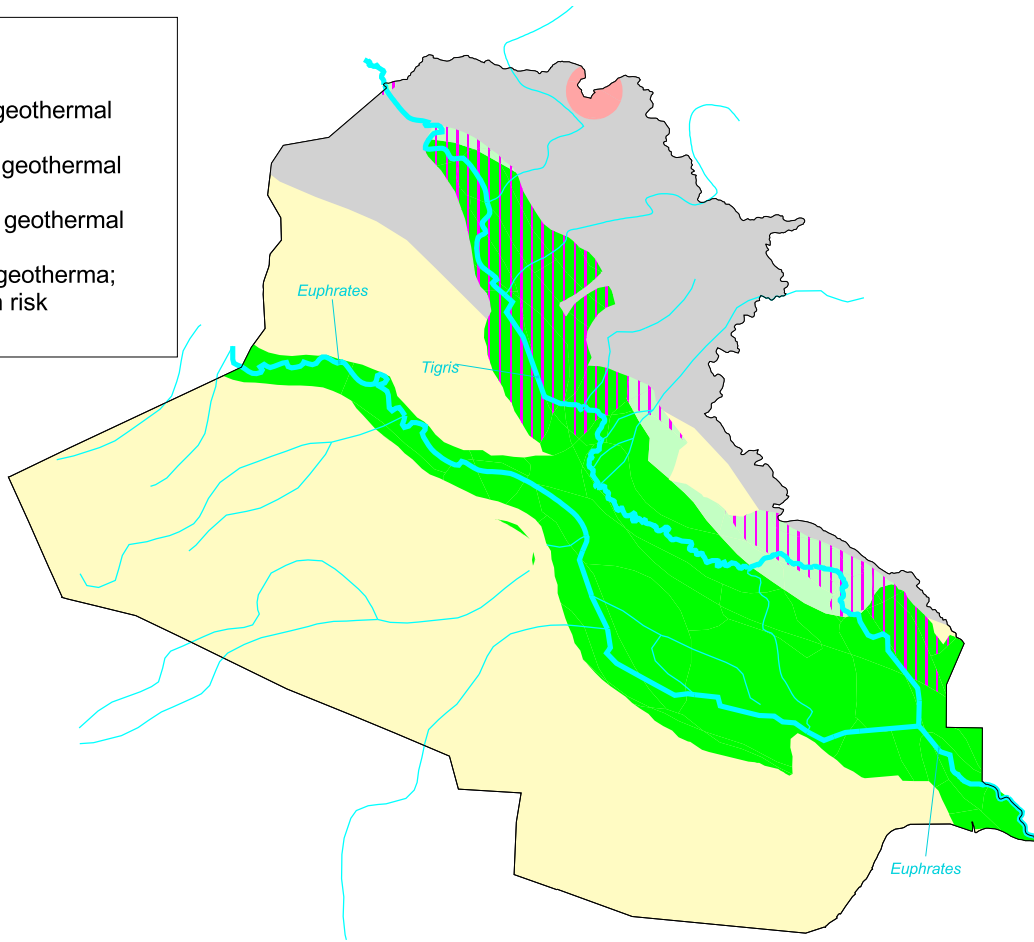 geothermal
geothermal
geothermal
geotherma;
risk
Euphrates
Tigris
Euphrates